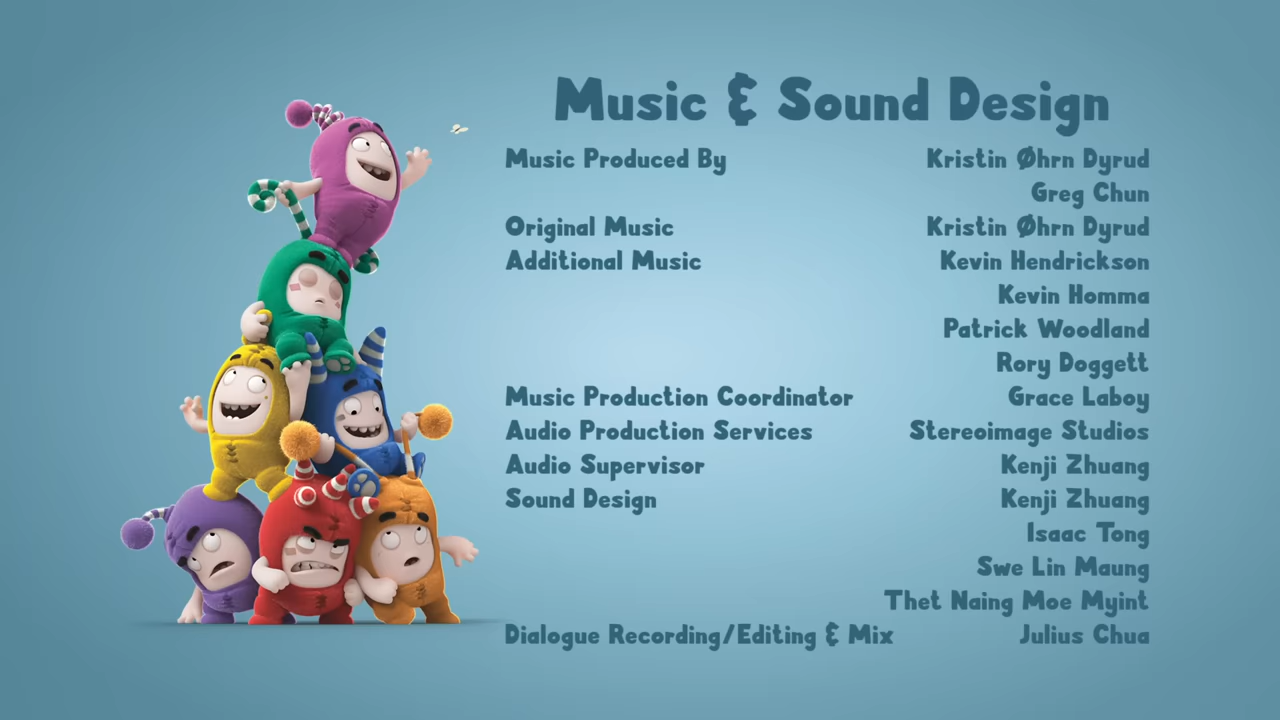 Music & Sound Design
Music Produced By Kristin Øhrn Dyrud
Greg Chun
Original Music Kristin Øhrn Dyrud
Additional Music Kevin Hendrickson
Kevin Homma
Patrick Woodland
Rory Doggett
Music Production Coordinator Grace Laboy
Audio Production Services Stereoimage Studios
Audio Supervisor Kenji Zhuang
Sound Design Kenji Zhuang
Isaac Tong
Swe Lin Maung
Thet Naing Moe Myint
Dialogue Recording/Editing & Mix Julius Chua